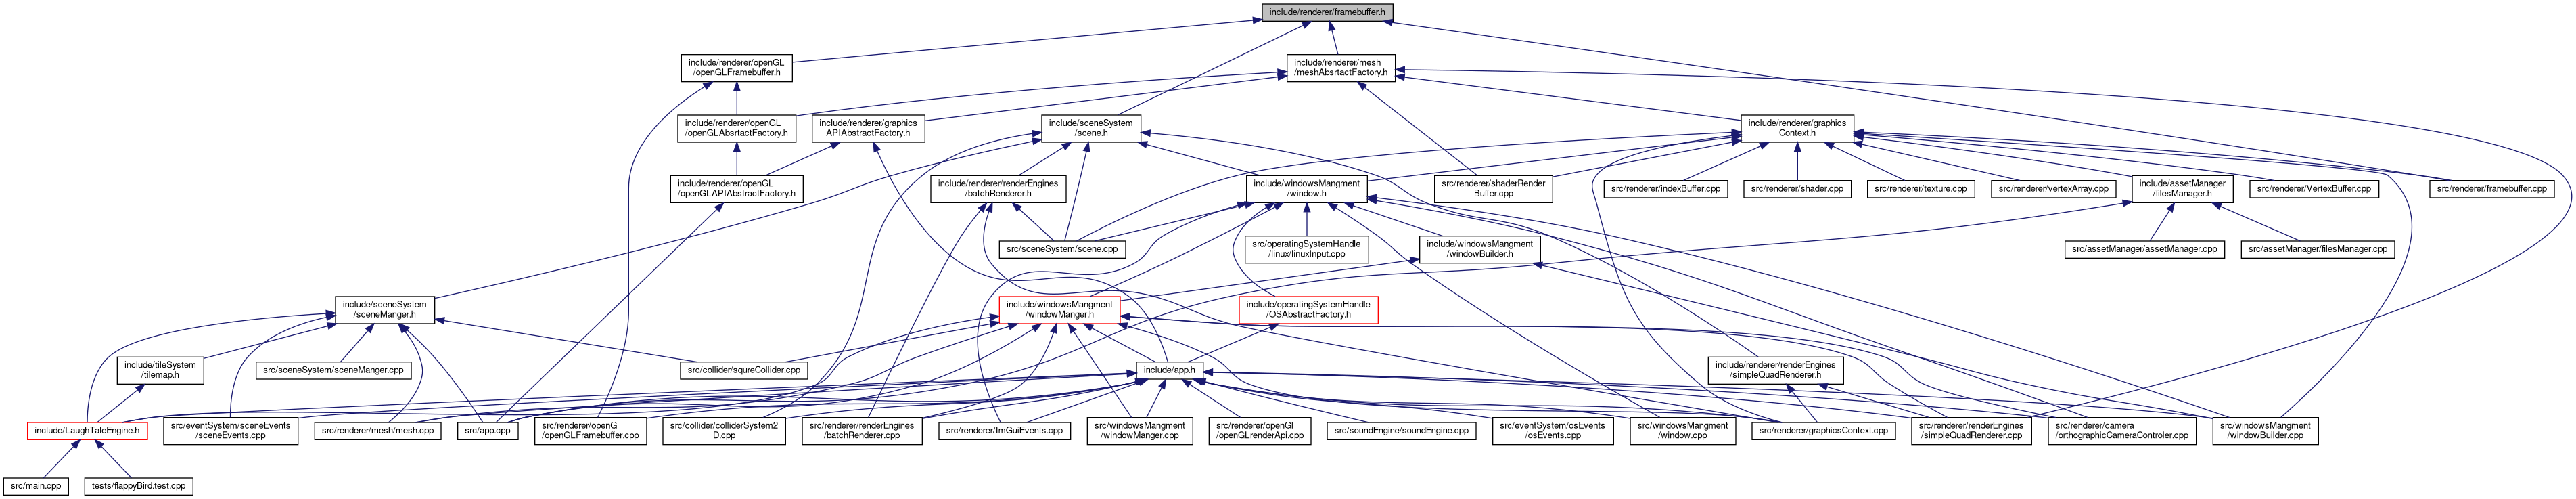 include/renderer/framebuffer.h
include/renderer/openGL
/openGLFramebuffer.h
include/renderer/mesh
/meshAbsrtactFactory.h
include/renderer/openGL
/openGLAbsrtactFactory.h
include/renderer/graphics
APIAbstractFactory.h
include/sceneSystem
/scene.h
include/renderer/graphics
Context.h
include/renderer/openGL
/openGLAPIAbstractFactory.h
include/renderer/renderEngines
/batchRenderer.h
include/windowsMangment
/window.h
src/renderer/shaderRender
Buffer.cpp
src/renderer/indexBuffer.cpp
src/renderer/shader.cpp
src/renderer/texture.cpp
src/renderer/vertexArray.cpp
include/assetManager
/filesManager.h
src/renderer/VertexBuffer.cpp
src/renderer/framebuffer.cpp
src/sceneSystem/scene.cpp
src/operatingSystemHandle
/linux/linuxInput.cpp
include/windowsMangment
/windowBuilder.h
src/assetManager/assetManager.cpp
src/assetManager/filesManager.cpp
include/sceneSystem
/sceneManger.h
include/windowsMangment
/windowManger.h
include/operatingSystemHandle
/OSAbstractFactory.h
include/tileSystem
/tilemap.h
src/sceneSystem/sceneManger.cpp
src/collider/squreCollider.cpp
include/app.h
include/renderer/renderEngines
/simpleQuadRenderer.h
include/LaughTaleEngine.h
src/eventSystem/sceneEvents
/sceneEvents.cpp
src/renderer/mesh/mesh.cpp
src/app.cpp
src/renderer/openGl
/openGLFramebuffer.cpp
src/collider/colliderSystem2
D.cpp
src/renderer/renderEngines
/batchRenderer.cpp
src/renderer/ImGuiEvents.cpp
src/windowsMangment
/windowManger.cpp
src/renderer/openGl
/openGLrenderApi.cpp
src/soundEngine/soundEngine.cpp
src/eventSystem/osEvents
/osEvents.cpp
src/windowsMangment
/window.cpp
src/renderer/graphicsContext.cpp
src/renderer/renderEngines
/simpleQuadRenderer.cpp
src/renderer/camera
/orthographicCameraControler.cpp
src/windowsMangment
/windowBuilder.cpp
src/main.cpp
tests/flappyBird.test.cpp